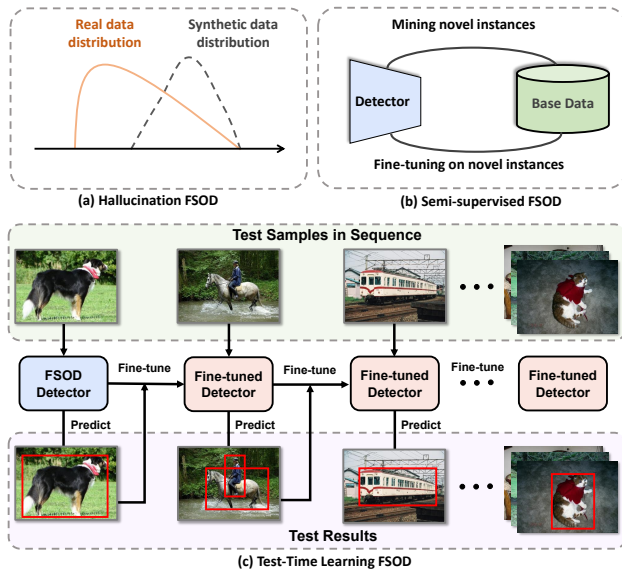 Real data
distribution
Synthetic data
distribution
(a) Hallucination FSOD
Mining novel instances
Detector
Base Data
Fine-tuning on novel instances
(b) Semi-supervised FSOD
Test Samples in Sequence
FSOD
Detector
Fine-tune
Fine-tuned
Detector
Fine-tune
Fine-tuned
Detector
Fine-tune
Fine-tuned
Detector
Predict
Predict
Predict
Test Results
(c) Test-Time Learning FSOD